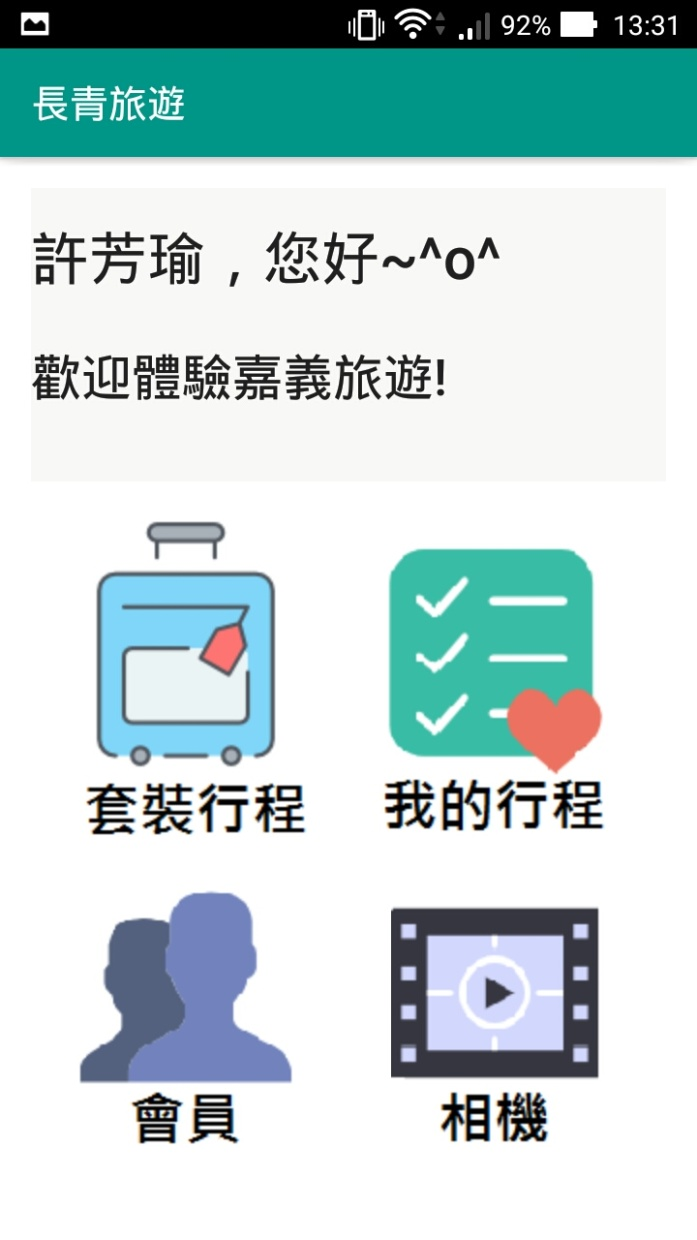 92% 13:31
長青旅遊
許芳瑜，您好~^o^
歡迎體驗嘉義旅遊!
套裝行程 我的行程
會員 相機